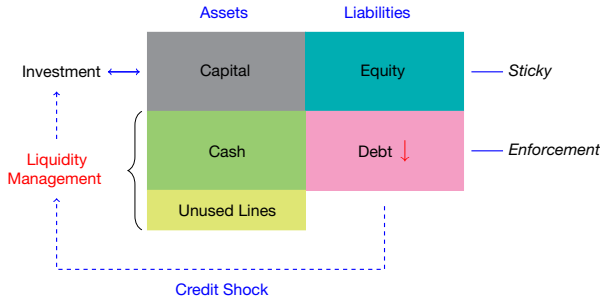 Assets
Liabilities
Investment
Capital
Equity
Sticky
Liquidity
Management
Cash
Debt
Enforcement
Unused Lines
Credit Shock